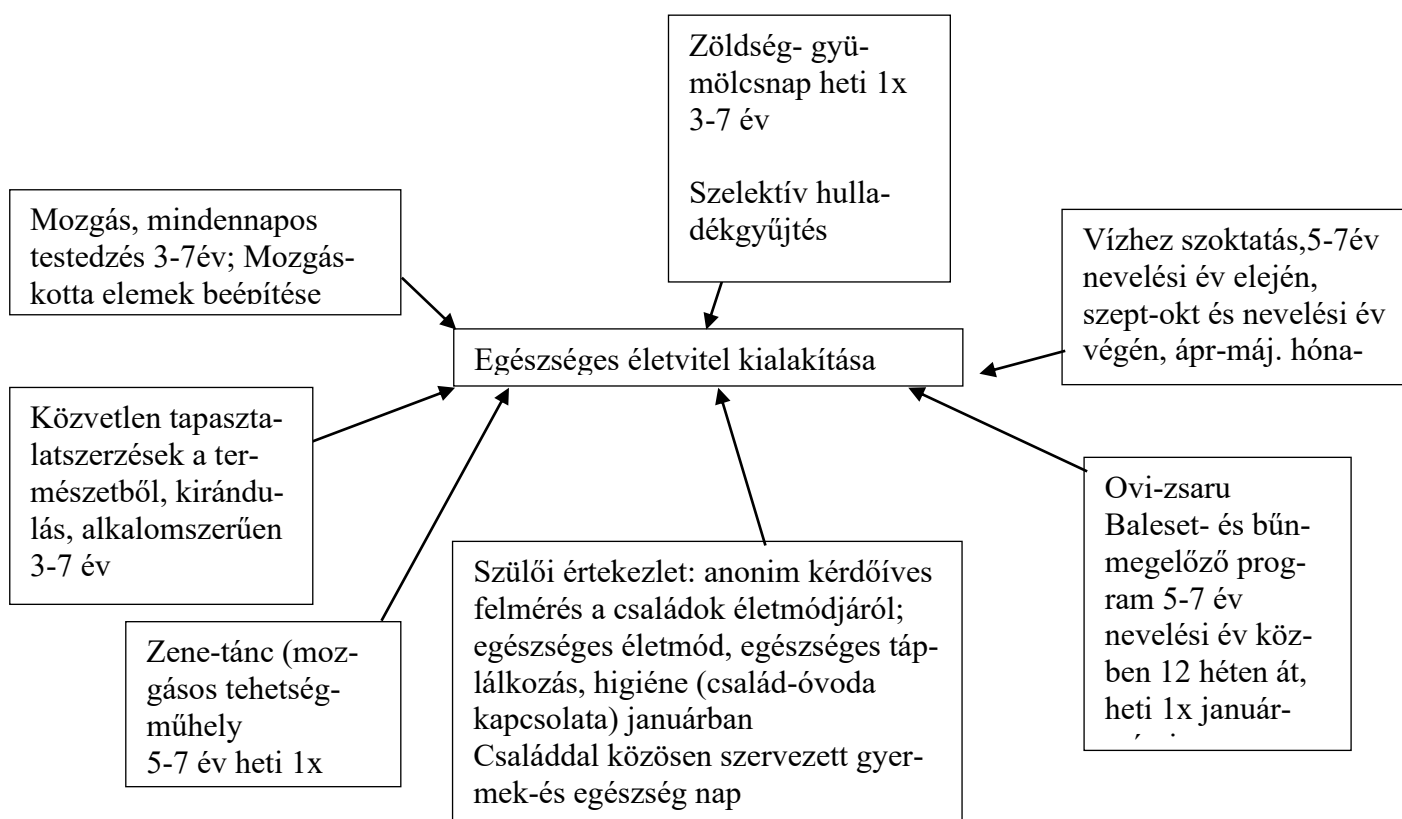 Zöldség- gyü-
mölcsnap heti 1x
3-7 év
Szelektív hulla-
dékgyűjtés
Mozgás, mindennapos
testedzés 3-7év; Mozgás-
kotta elemek beépítése
Vízhez szoktatás,5-7év
nevelési év elején,
szept-okt és nevelési év
végén, ápr-máj. hóna-
Egészséges életvitel kialakítása
Közvetlen tapaszta-
latszerzések a ter-
mészetből, kirándu-
lás, alkalomszerűen
3-7 év
Ovi-zsaru
Baleset- és bűn-
megelőző prog-
ram 5-7 év
nevelési év köz-
ben 12 héten át,
heti 1x január-
Szülői értekezlet: anonim kérdőíves
felmérés a családok életmódjáról;
egészséges életmód, egészséges táp-
lálkozás, higiéne (család-óvoda
kapcsolata) januárban
Családdal közösen szervezett gyer-
mek-és egészség nap
Zene-tánc (moz-
gásos tehetség-
műhely
5-7 év heti 1x